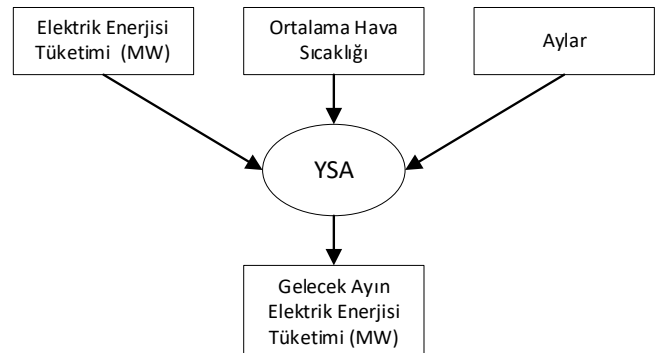 Elektrik Enerjisi
Tüketimi (MW)
Ortalama Hava
Sıcaklığı
Aylar
YSA
Gelecek Ayın
Elektrik Enerjisi
Tüketimi (MW)